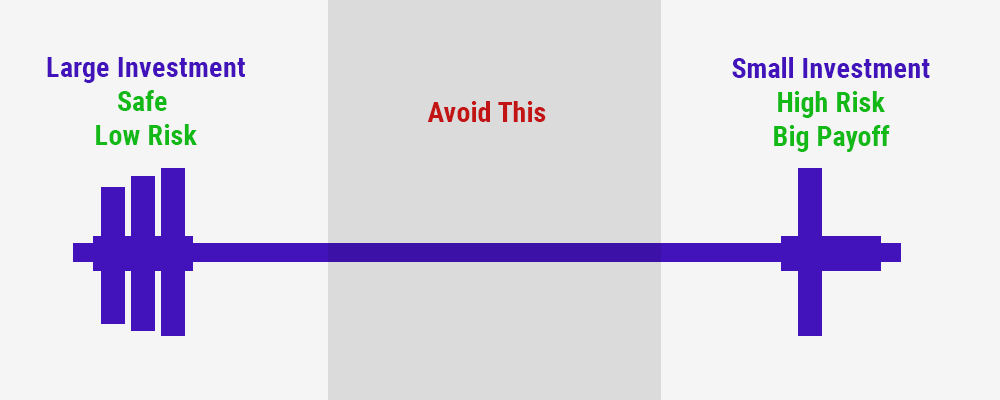 Large Investment
Safe
Low Risk
Avoid This
Small Investment
High Risk
Big Payoff